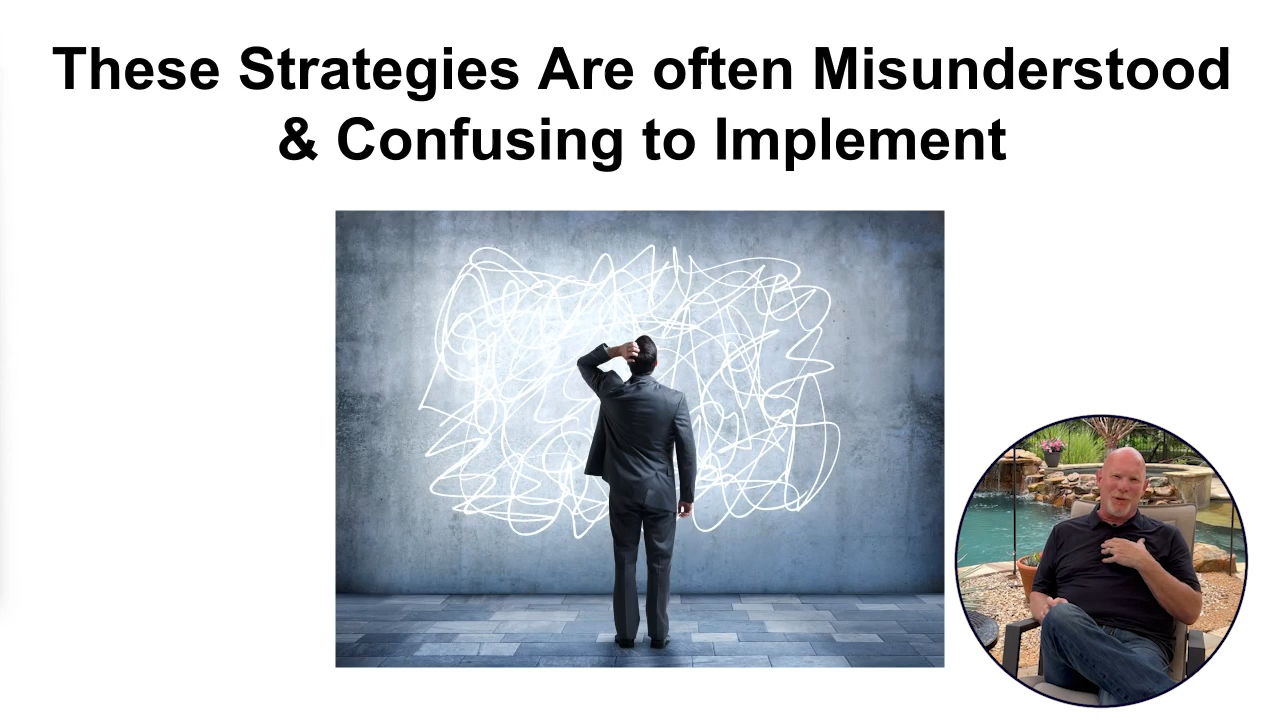 These Strategies Are often Misunderstood
& Confusing to Implement